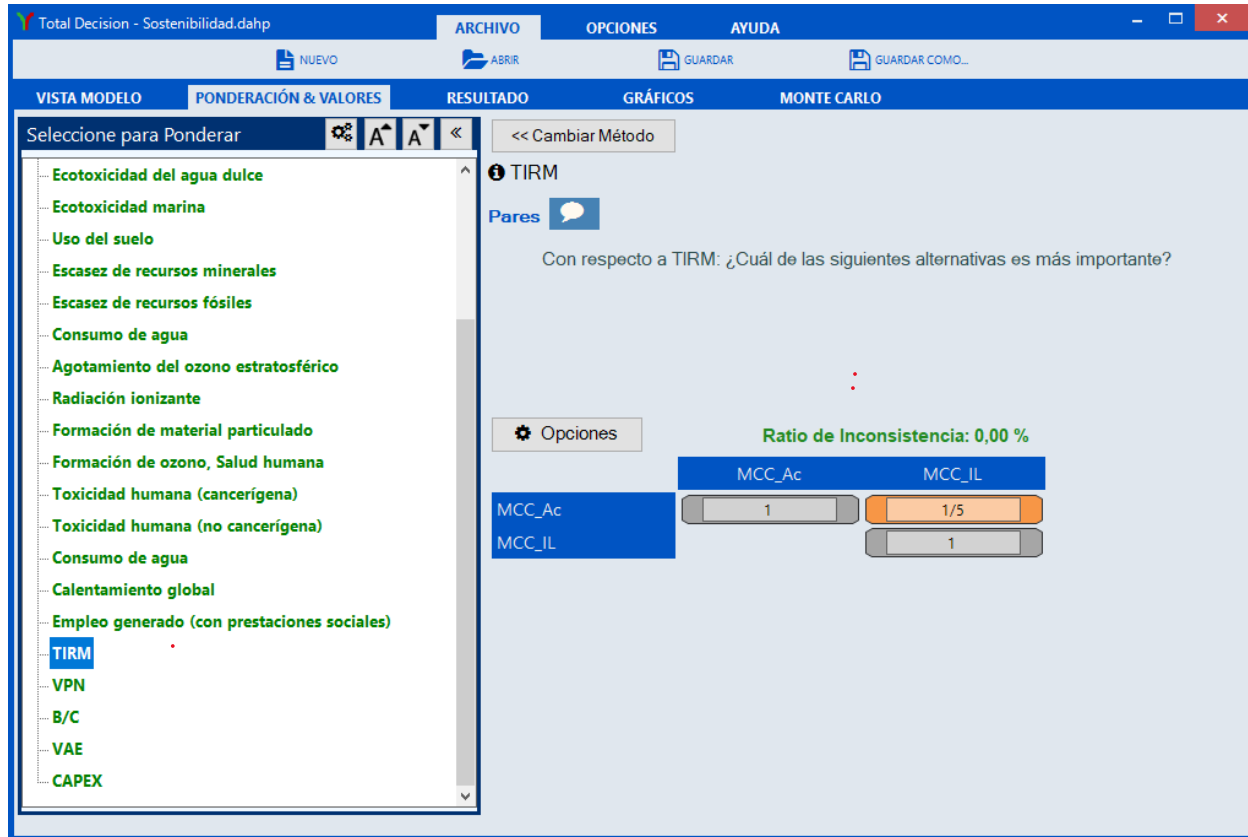 Total Decision - Sostenibilidad.dahp
ARCHIVO OPCIONES AYUDA
NUEVO ABRIR GUARDAR GUARDAR COMO...
VISTA MODELO PONDERACIÓN & VALORES RESULTADO GRÁFICOS MONTE CARLO
Seleccione para Ponderar A A «
Ecotoxicidad del agua dulce
Ecotoxicidad marina
Uso del suelo
Escasez de recursos minerales
Escasez de recursos fósiles
Consumo de agua
Agotamiento del ozono estratosférico
Radiación ionizante
Formación de material particulado
Formación de ozono, Salud humana
Toxicidad humana (cancerígena)
Toxicidad humana (no cancerígena)
Consumo de agua
Calentamiento global
Empleo generado (con prestaciones sociales)
TIRM
VPN
B/C
VAE
CAPEX
<< Cambiar Método
TIRM
Pares
Con respecto a TIRM: ¿Cuál de las siguientes alternativas es más importante?
Opciones
Ratio de Inconsistencia: 0,00 %
MCC_Ac MCC_IL
MCC_Ac 1 1/5
MCC_IL 1